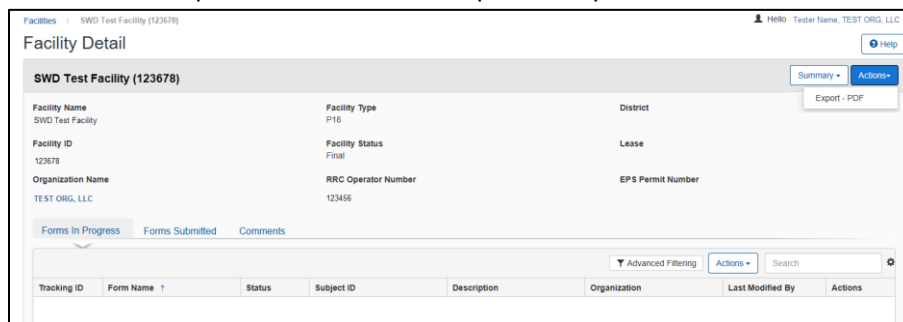 Facilities SWD Test Facility (123678) Hello Tester Name, TEST ORG, LLC
Facility Detail Help
SWD Test Facility (123678) Summary Actions
Export - PDF
Facility Name Facility Type District
SWD Test Facility P18
Facility ID Facility Status Lease
123678 Final
Organization Name RRC Operator Number EPS Permit Number
TEST ORG, LLC 123456
Forms In Progress Forms Submitted Comments
Advanced Filtering Actions Search
Tracking ID Form Name ↑ Status Subject ID Description Organization Last Modified By Actions